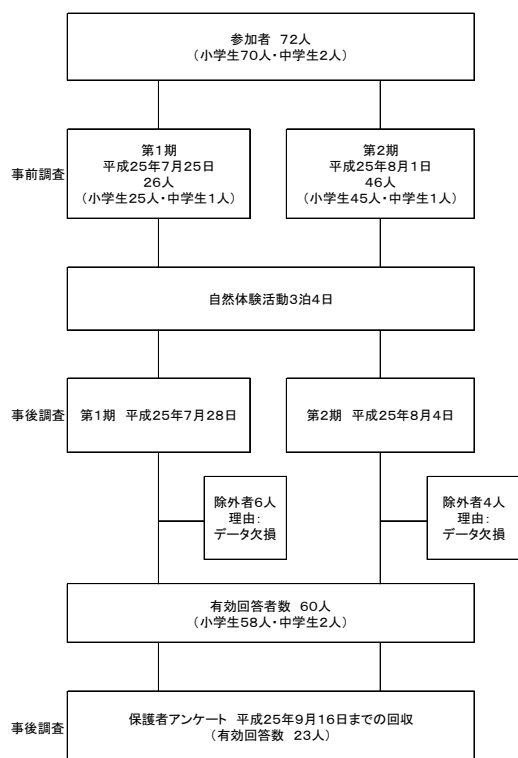 参加者 72人
(小学生70人・中学生2人)
事前調査
第1期
平成25年7月25日
26人
(小学生25人・中学生1人)
第2期
平成25年8月1日
46人
(小学生45人・中学生1人)
自然体験活動3泊4日
事後調査
第1期 平成25年7月28日
第2期 平成25年8月4日
除外者6人
理由:
データ欠損
除外者4人
理由:
データ欠損
有効回答者数 60人
(小学生58人・中学生2人)
事後調査
保護者アンケート 平成25年9月16日までの回収
(有効回答数 23人)